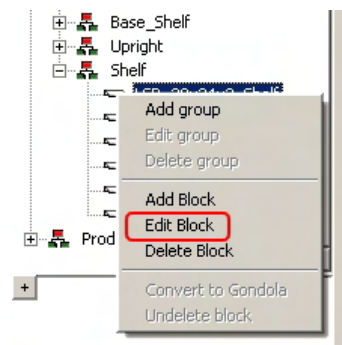 Base_Shelf
Upright
Shelf
Add group
Edit group
Delete group
Add Block
Edit Block
Prod
Delete Block
Convert to Gondola
Undelete block